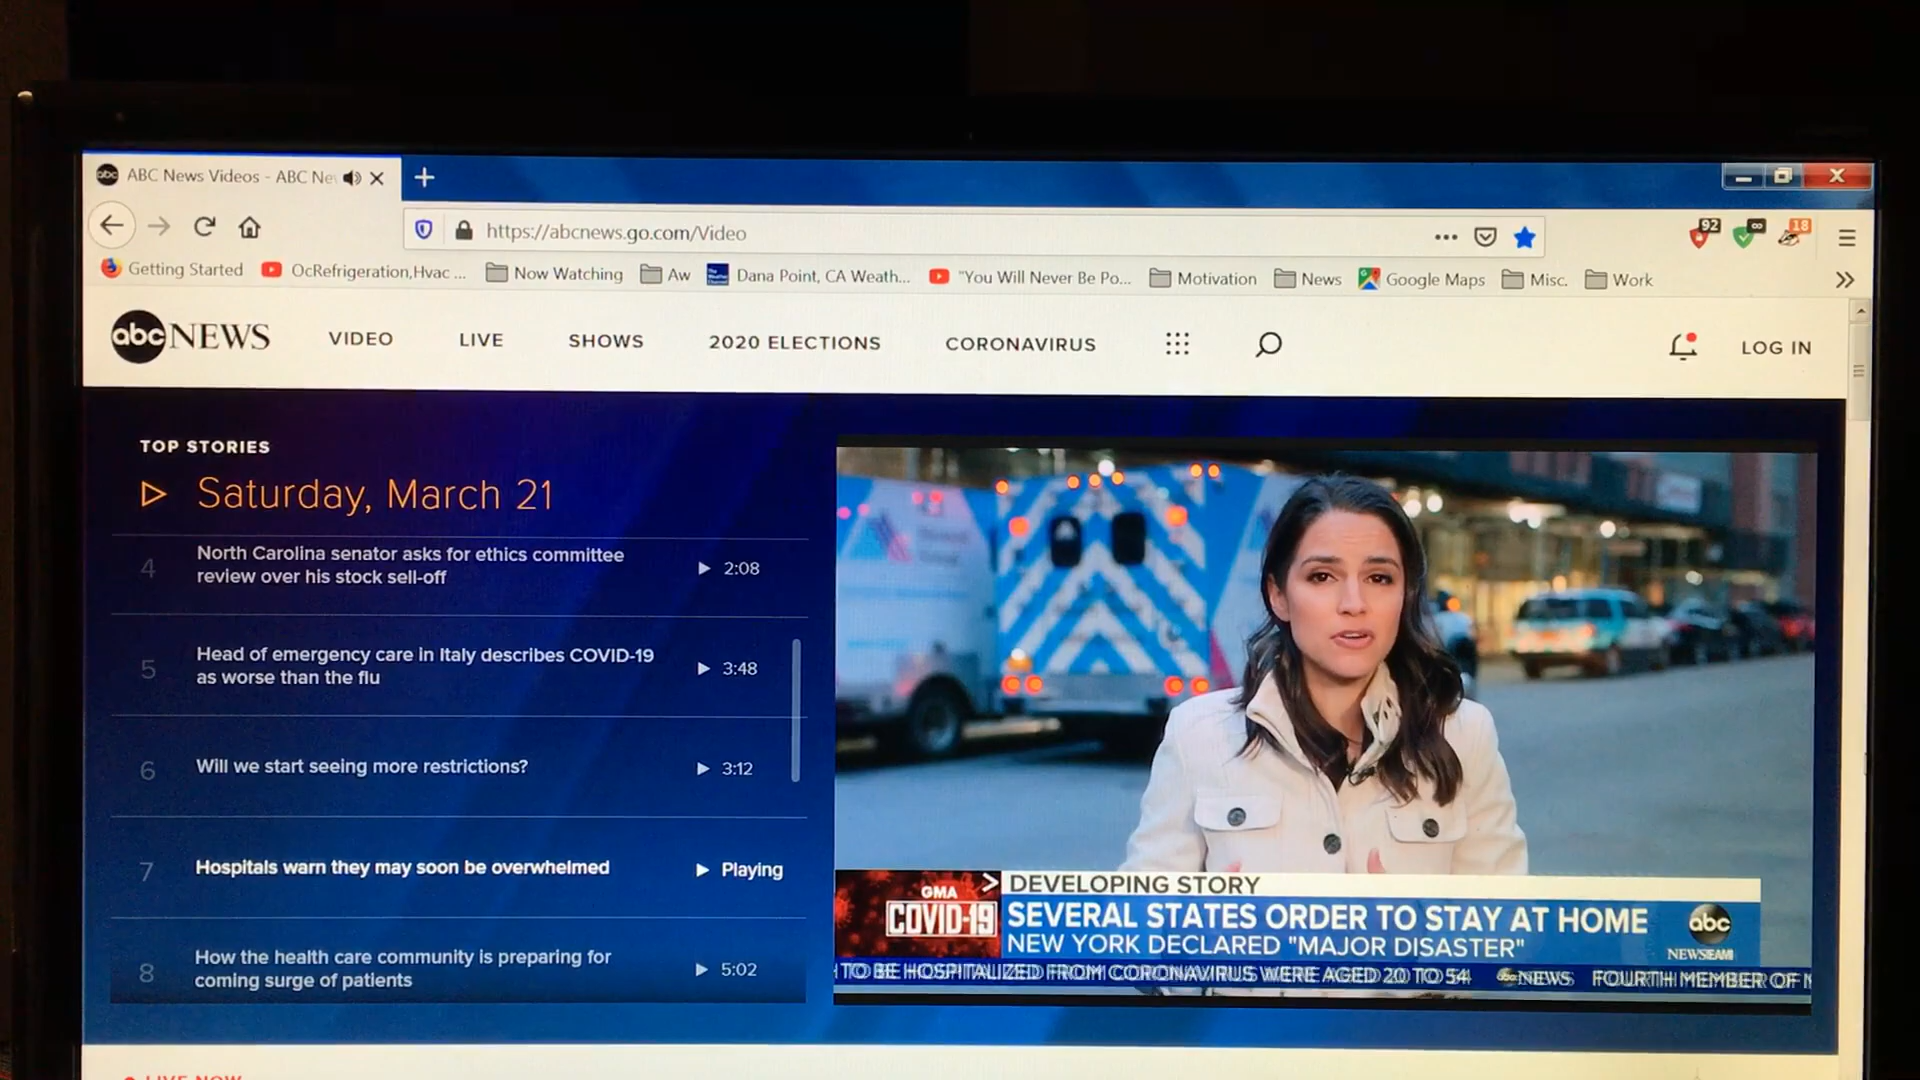 ABC News Videos - ABC Ne
https://abcnews.go.com/Video
92
∞
18
Getting Started
OcRefrigeration,Hvac ...
Now Watching
Aw
Dana Point, CA Weath...
"You Will Never Be Po...
Motivation
News
Google Maps
Misc.
Work
abc NEWS
VIDEO
LIVE
SHOWS
2020 ELECTIONS
CORONAVIRUS
LOG IN
TOP STORIES
Saturday, March 21
4
North Carolina senator asks for ethics committee
review over his stock sell-off
2:08
5
Head of emergency care in Italy describes COVID-19
as worse than the flu
3:48
6
Will we start seeing more restrictions?
3:12
7
Hospitals warn they may soon be overwhelmed
Playing
8
How the health care community is preparing for
coming surge of patients
5:02
GMA
COVID-19
DEVELOPING STORY
SEVERAL STATES ORDER TO STAY AT HOME
NEW YORK DECLARED "MAJOR DISASTER"
abc
TO BE HOSPITALIZED FROM CORONAVIRUS WERE AGED 20 TO 54 abc NEWS FOURTH MEMBER OF
LIVE NOW